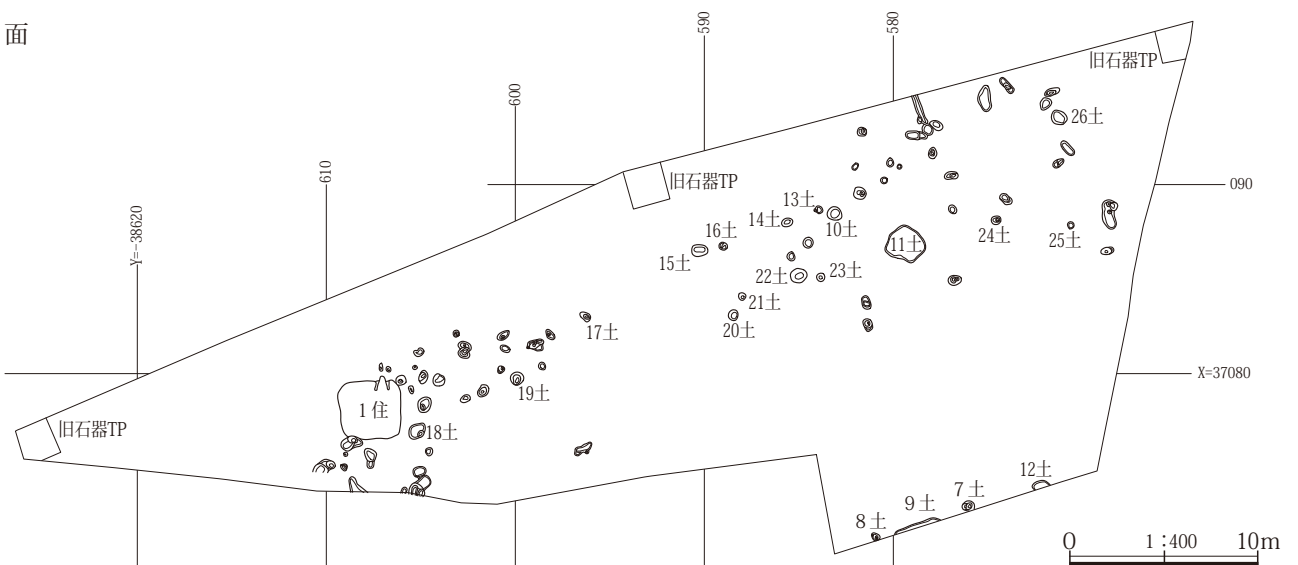 面
590
580
旧石器TP
600
26土
610
旧石器TP
090
13土
14土
10土
16土
Y=-38620
11土
24土
25土
15土
22土
23土
21土
20土
17土
X=37080
19土
1住
旧石器TP
18土
12土
7土
9土
8土
0
1:400
10m